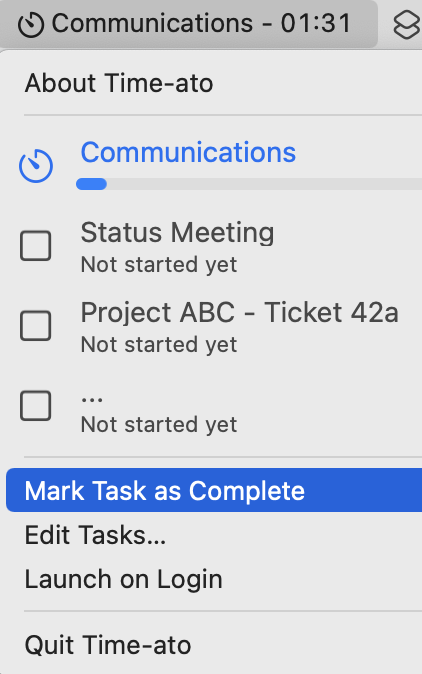 Communications - 01:31
About Time-ato
Communications
Status Meeting
Not started yet
Project ABC - Ticket 42a
Not started yet
...
Not started yet
Mark Task as Complete
Edit Tasks...
Launch on Login
Quit Time-ato